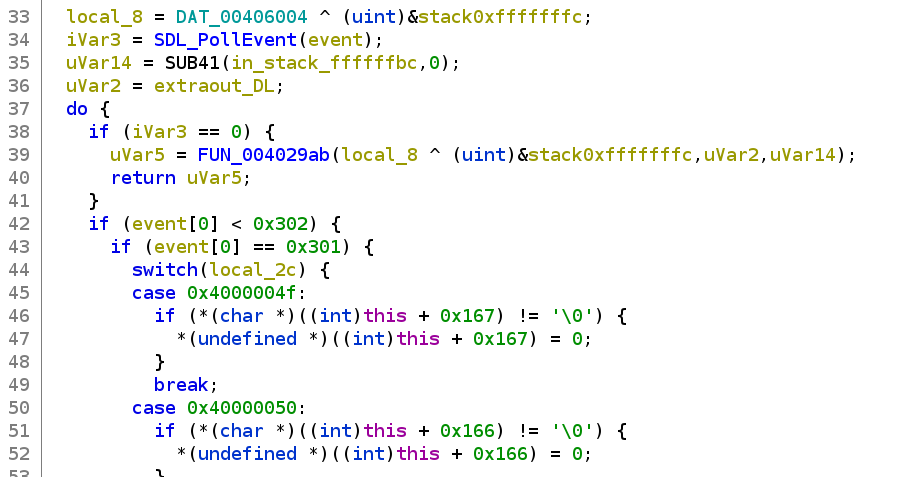 33 local_8 = DAT_00406004 ^ (uint)&stack0xfffffffc;
34 iVar3 = SDL_PollEvent(event);
35 uVar14 = SUB41(in_stack_ffffffbc,0);
36 uVar2 = extraout_DL;
37 do {
38 if (iVar3 == 0) {
39 uVar5 = FUN_004029ab(local_8 ^ (uint)&stack0xfffffffc,uVar2,uVar14);
40 return uVar5;
41 }
42 if (event[0] < 0x302) {
43 if (event[0] == 0x301) {
44 switch(local_2c) {
45 case 0x4000004f:
46 if (*(char *)((int)this + 0x167) != '\0') {
47 *(undefined *)((int)this + 0x167) = 0;
48 }
49 break;
50 case 0x40000050:
51 if (*(char *)((int)this + 0x166) != '\0') {
52 *(undefined *)((int)this + 0x166) = 0;
53 }